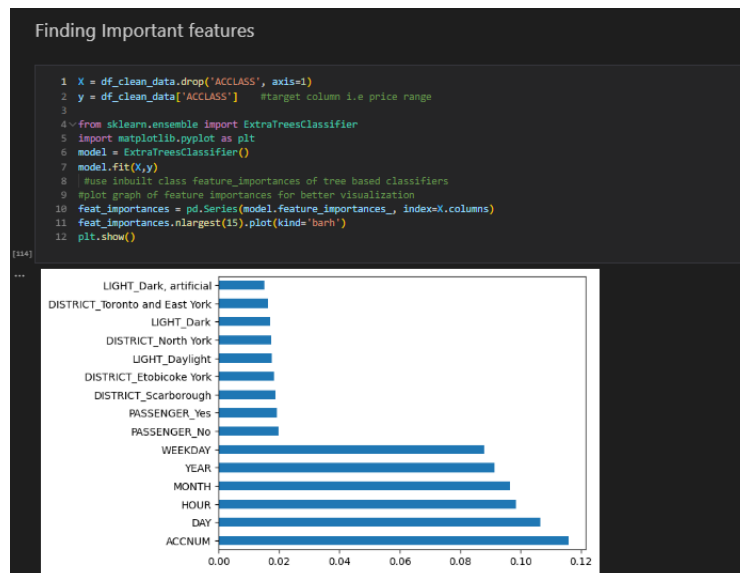 Finding Important features
1 X = df_clean_data.drop('ACCLASS', axis=1)
2 y = df_clean_data['ACCLASS']    #target column i.e price range
3
4 from sklearn.ensemble import ExtraTreesClassifier
5 import matplotlib.pyplot as plt
6 model = ExtraTreesClassifier()
7 model.fit(X,y)
8 #use inbuilt class feature_importances of tree based classifiers
9 #plot graph of feature importances for better visualization
10 feat_importances = pd.Series(model.feature_importances_, index=X.columns)
11 feat_importances.nlargest(15).plot(kind='barh')
12 plt.show()
[114]
...
LIGHT_Dark, artificial
DISTRICT_Toronto and East York
LIGHT_Dark
DISTRICT_North York
LIGHT_Daylight
DISTRICT_Etobicoke York
DISTRICT_Scarborough
PASSENGER_Yes
PASSENGER_No
WEEKDAY
YEAR
MONTH
HOUR
DAY
ACCNUM
0.00 0.02 0.04 0.06 0.08 0.10 0.12